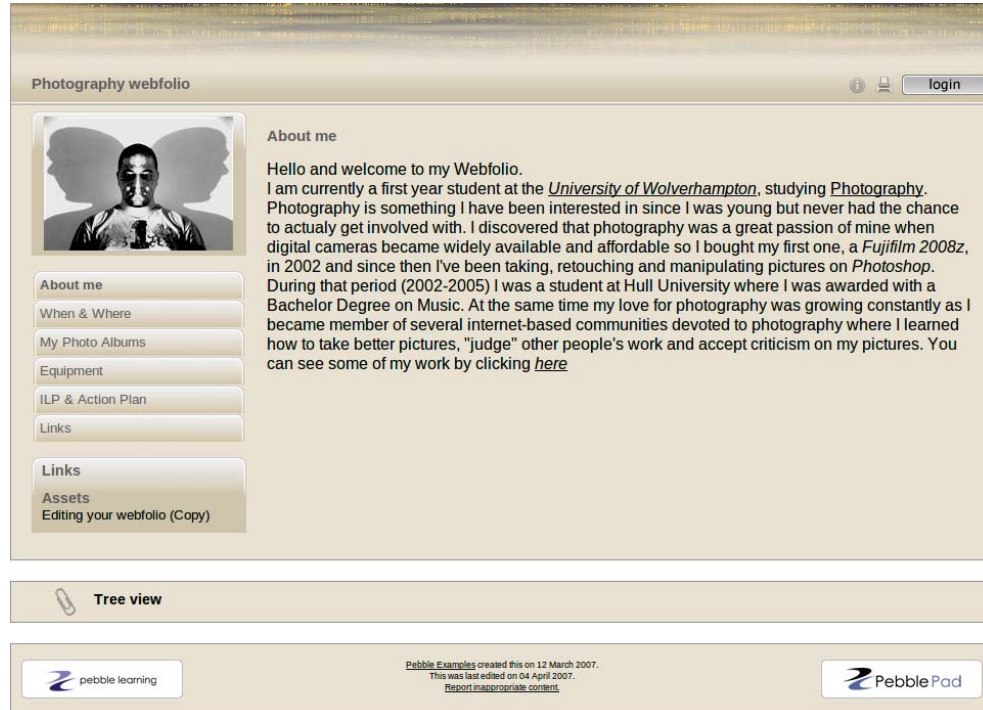 Photography webfolio
login
About me
Hello and welcome to my Webfolio.
I am currently a first year student at the University of Wolverhampton, studying Photography.
Photography is something I have been interested in since I was young but never had the chance
to actualy get involved with. I discovered that photography was a great passion of mine when
digital cameras became widely available and affordable so I bought my first one, a Fujifilm 2008z,
in 2002 and since then I've been taking, retouching and manipulating pictures on Photoshop.
During that period (2002-2005) I was a student at Hull University where I was awarded with a
Bachelor Degree on Music. At the same time my love for photography was growing constantly as I
became member of several internet-based communities devoted to photography where I learned
how to take better pictures, "judge" other people's work and accept criticism on my pictures. You
can see some of my work by clicking here
About me
When & Where
My Photo Albums
Equipment
ILP & Action Plan
Links
Links
Assets
Editing your webfolio (Copy)
Tree view
pebble learning
Pebble Examples created this on 12 March 2007.
This was last edited on 04 April 2007.
Report inappropriate content.
Pebble Pad